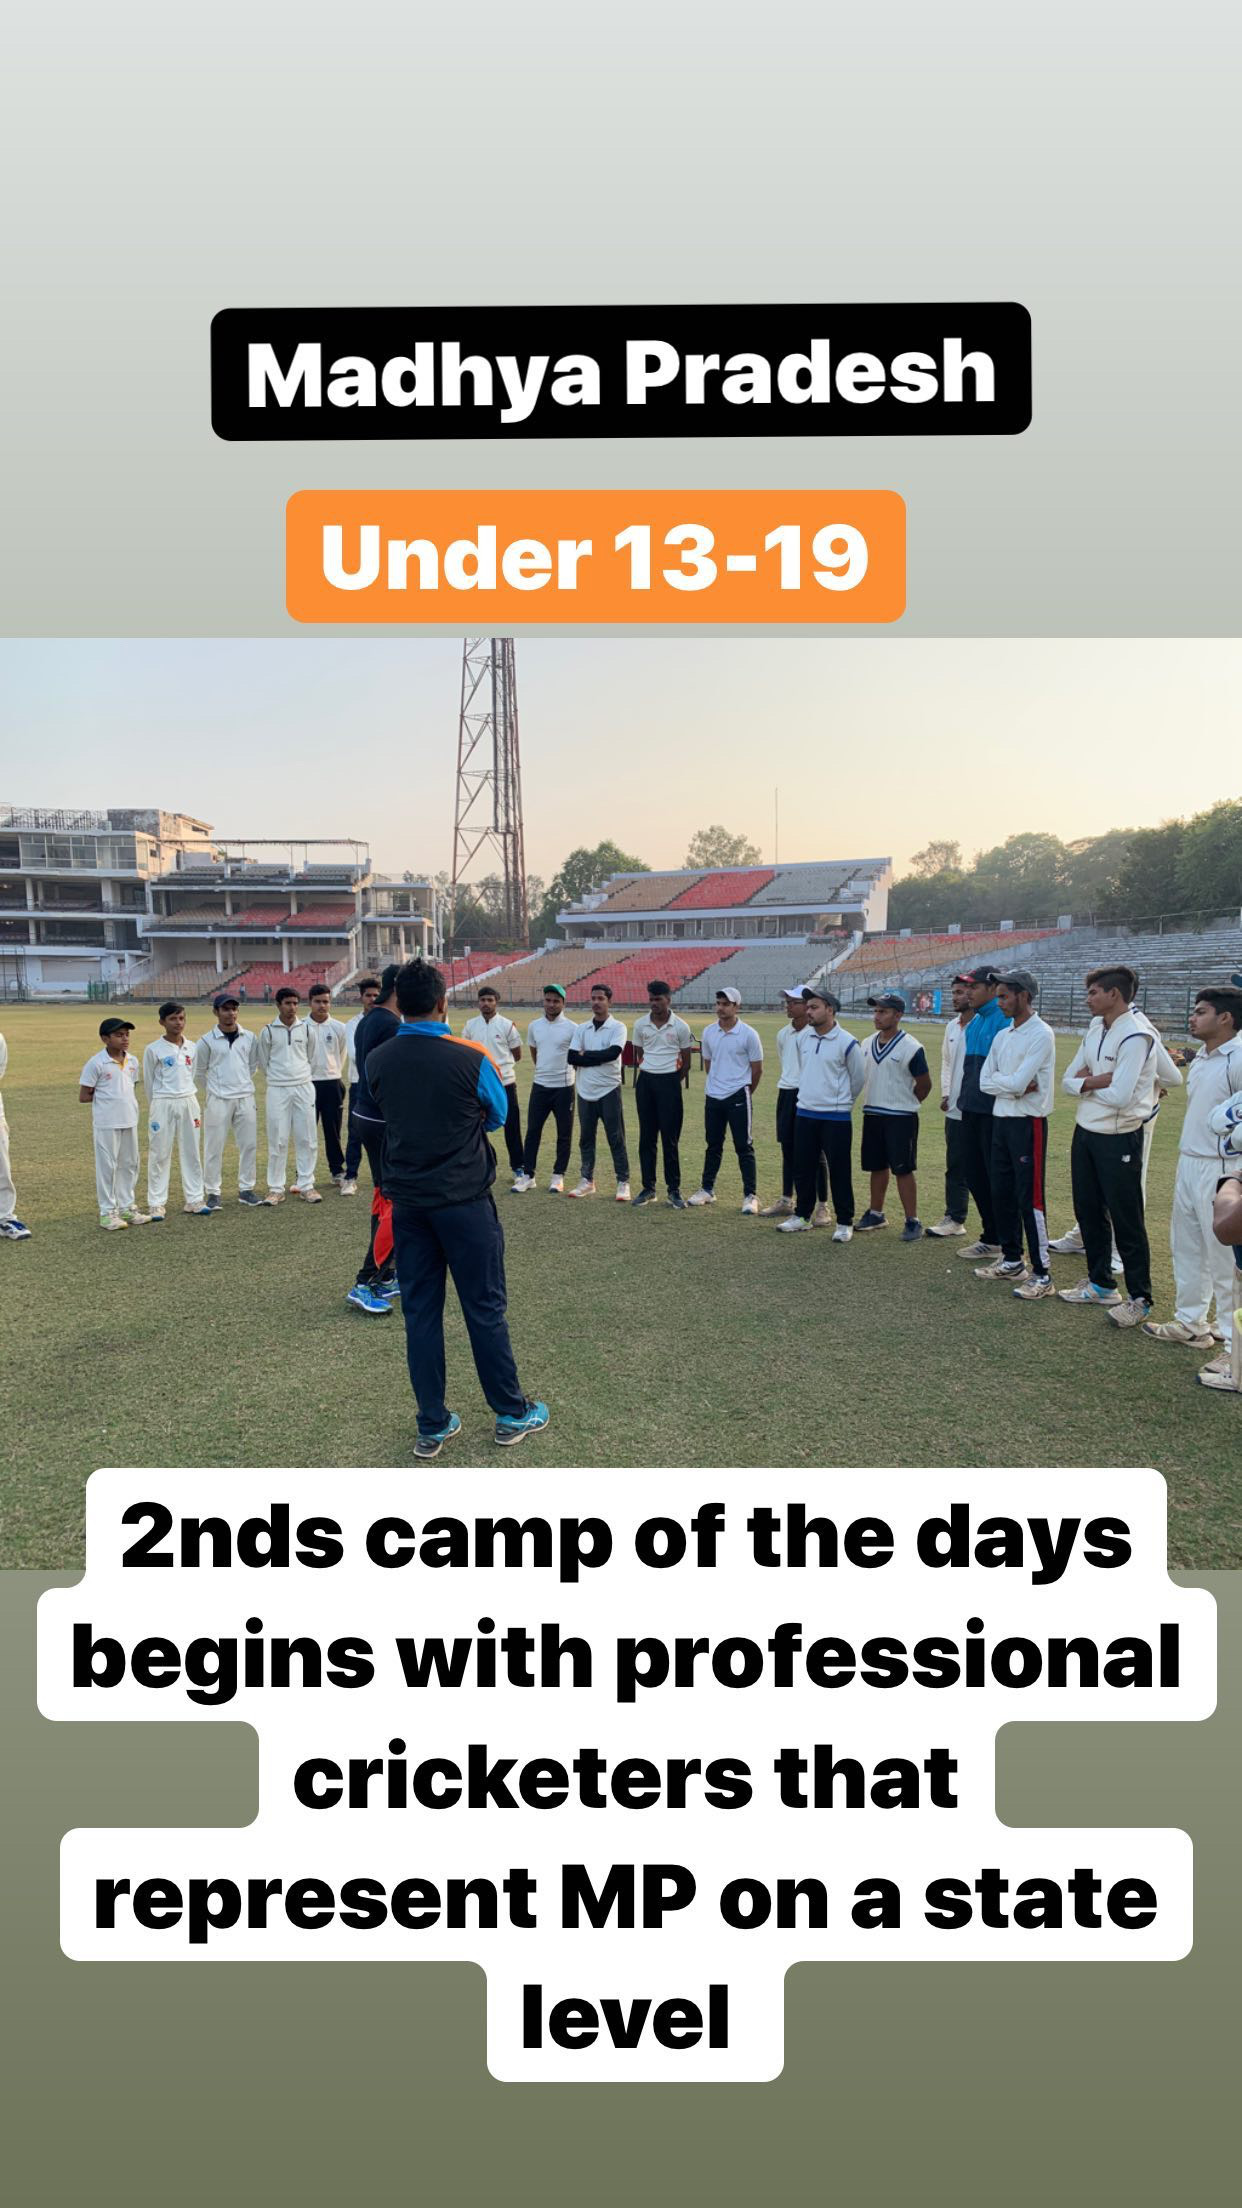 Madhya Pradesh
Under 13-19
2nds camp of the days
begins with professional
cricketers that
represent MP on a state
level